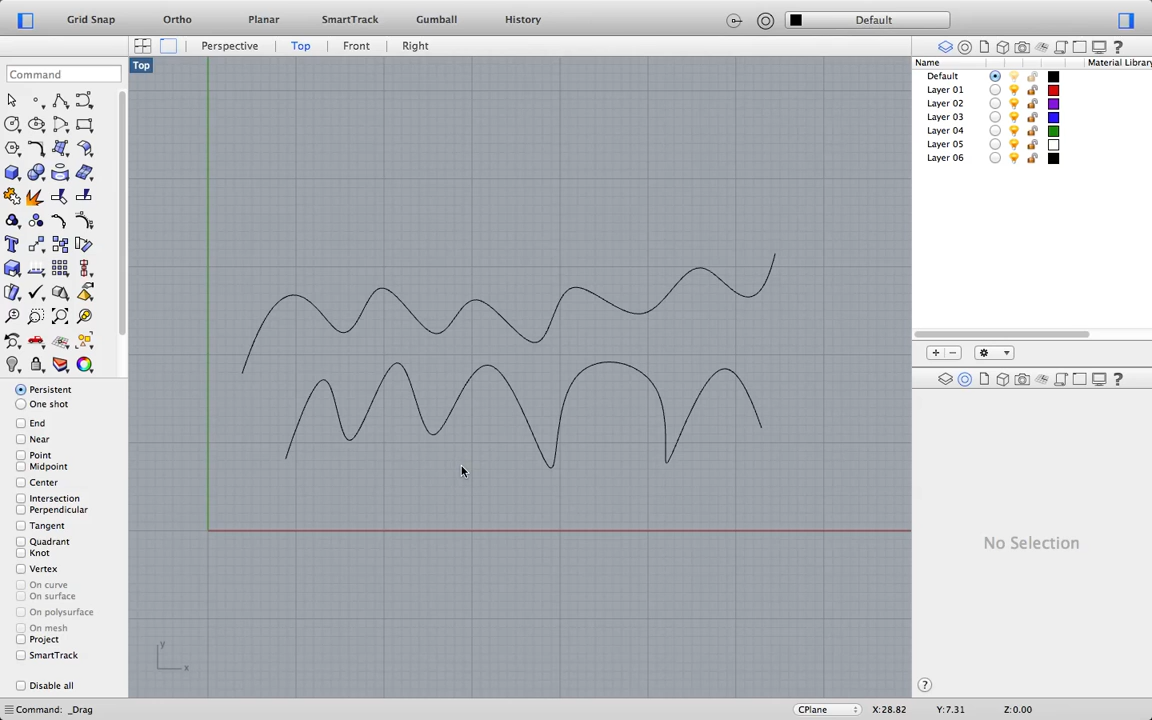 Grid Snap Ortho Planar SmartTrack Gumball History Default
Perspective Top Front Right
Top
Command
Persistent
One shot
End
Near
Point
Midpoint
Center
Intersection
Perpendicular
Tangent
Quadrant
Knot
Vertex
On curve
On surface
On polysurface
On mesh
Project
SmartTrack
Disable all
y
x
Name Material Library
Default
Layer 01
Layer 02
Layer 03
Layer 04
Layer 05
Layer 06
No Selection
Command: _Drag CPlane X:28.82 Y:7.31 Z:0.00